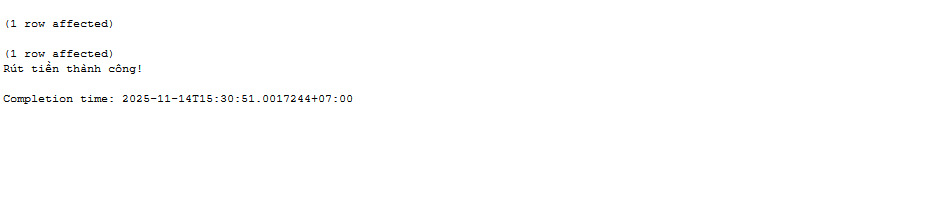 (1 row affected)
(1 row affected)
Rút tiền thành công!
Completion time: 2025-11-14T15:30:51.0017244+07:00